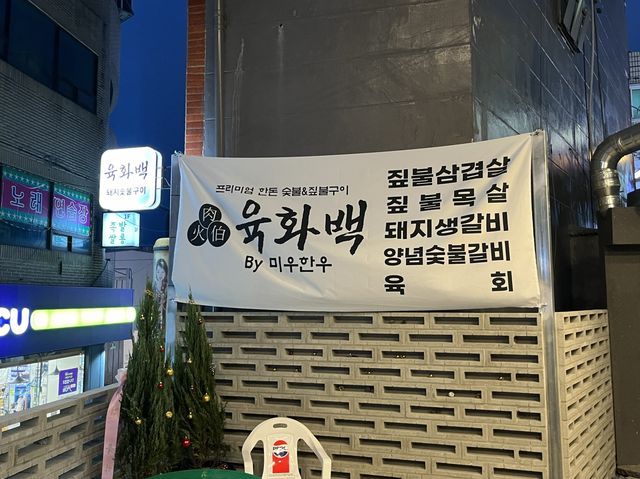 육화백
돼지숯불구이
노래
연습장
CU
프리미엄 한돈 숯불&짚불구이
肉
火 伯
육화백
By 미우한우
짚불삼겹살
짚불목살
돼지생갈비
양념숯불갈비
육회